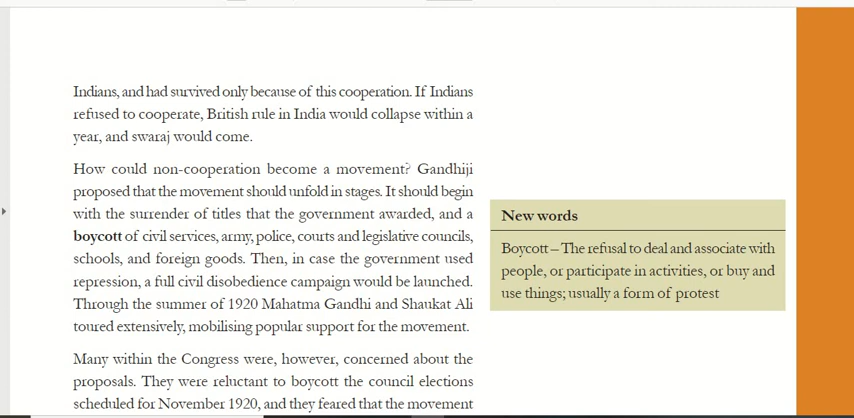 Indians, and had survived only because of this cooperation. If Indians
refused to cooperate, British rule in India would collapse within a
year, and swaraj would come.
How could non-cooperation become a movement? Gandhiji
proposed that the movement should unfold in stages. It should begin
with the surrender of titles that the government awarded, and a
boycott of civil services, army, police, courts and legislative councils,
schools, and foreign goods. Then, in case the government used
repression, a full civil disobedience campaign would be launched.
Through the summer of 1920 Mahatma Gandhi and Shaukat Ali
toured extensively, mobilising popular support for the movement.
Many within the Congress were, however, concerned about the
proposals. They were reluctant to boycott the council elections
scheduled for November 1920, and they feared that the movement
New words
Boycott – The refusal to deal and associate with
people, or participate in activities, or buy and
use things; usually a form of protest